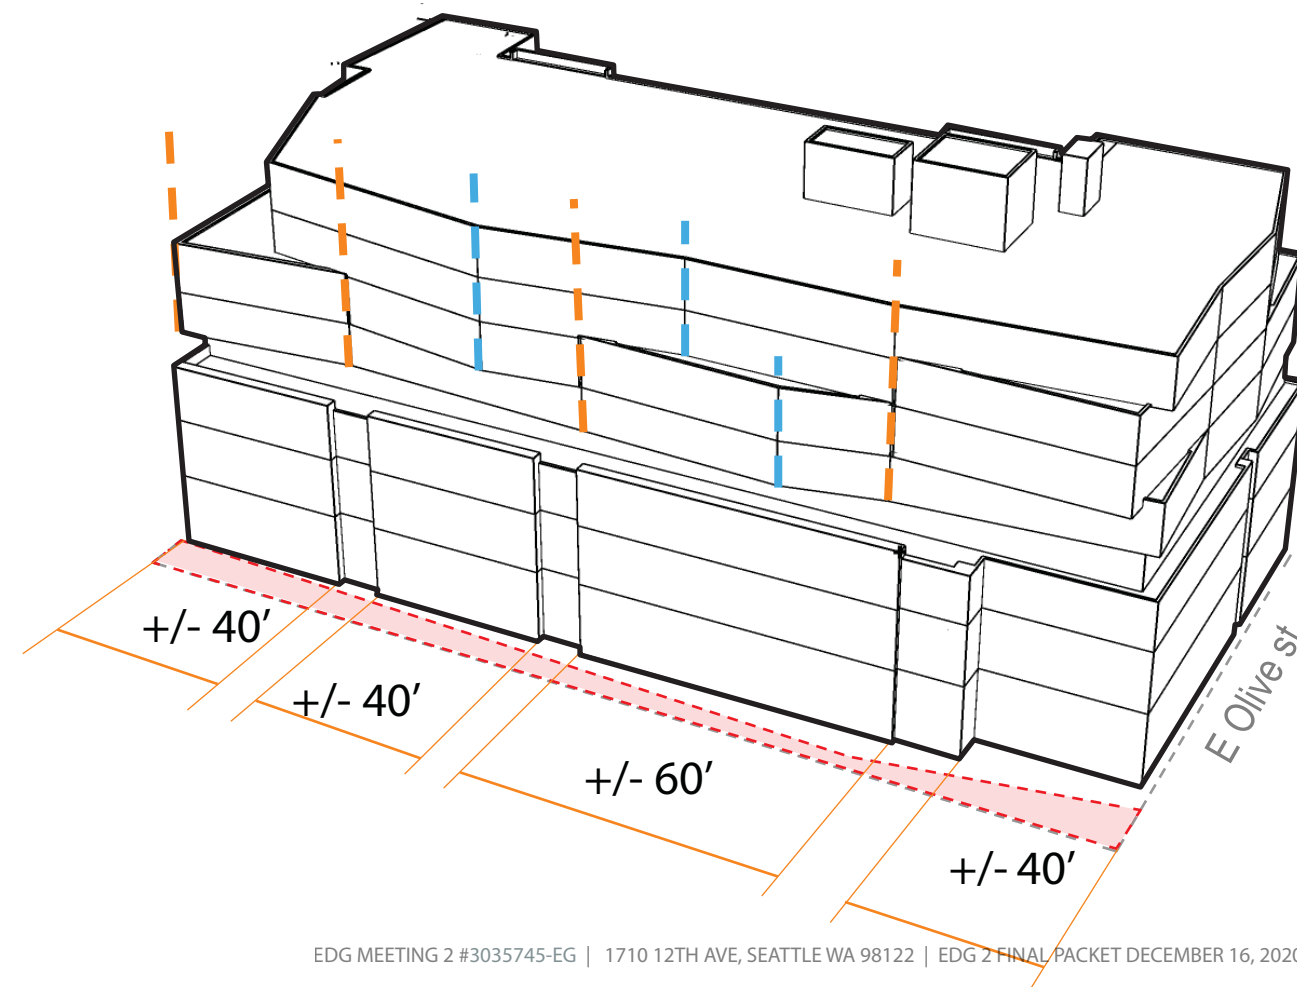 +/- 40’
+/- 40’
+/- 60’
+/- 40’
E Olive st
EDG MEETING 2 #3035745-EG | 1710 12TH AVE, SEATTLE WA 98122 | EDG 2 FINAL PACKET DECEMBER 16, 2020